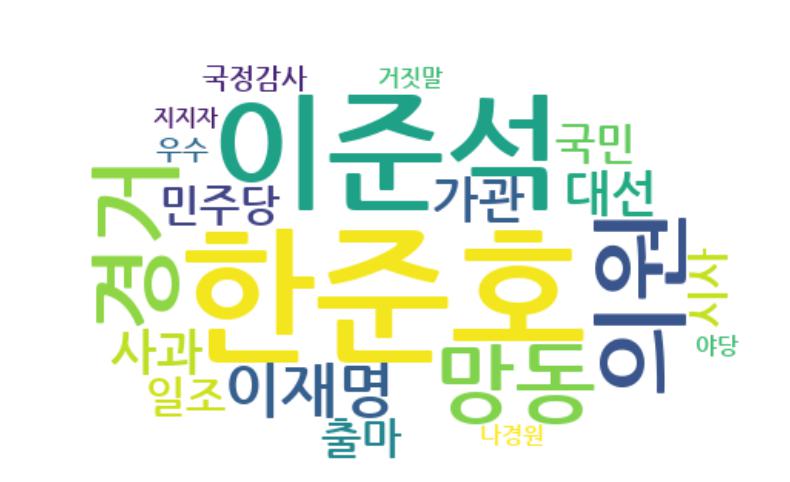 국정감사
거짓말
지지자
이준석
우수
국민
민주당
가관
대선
경거
한준호
의원
시사
사과
야당
일조
이재명
망동
출마
나경원